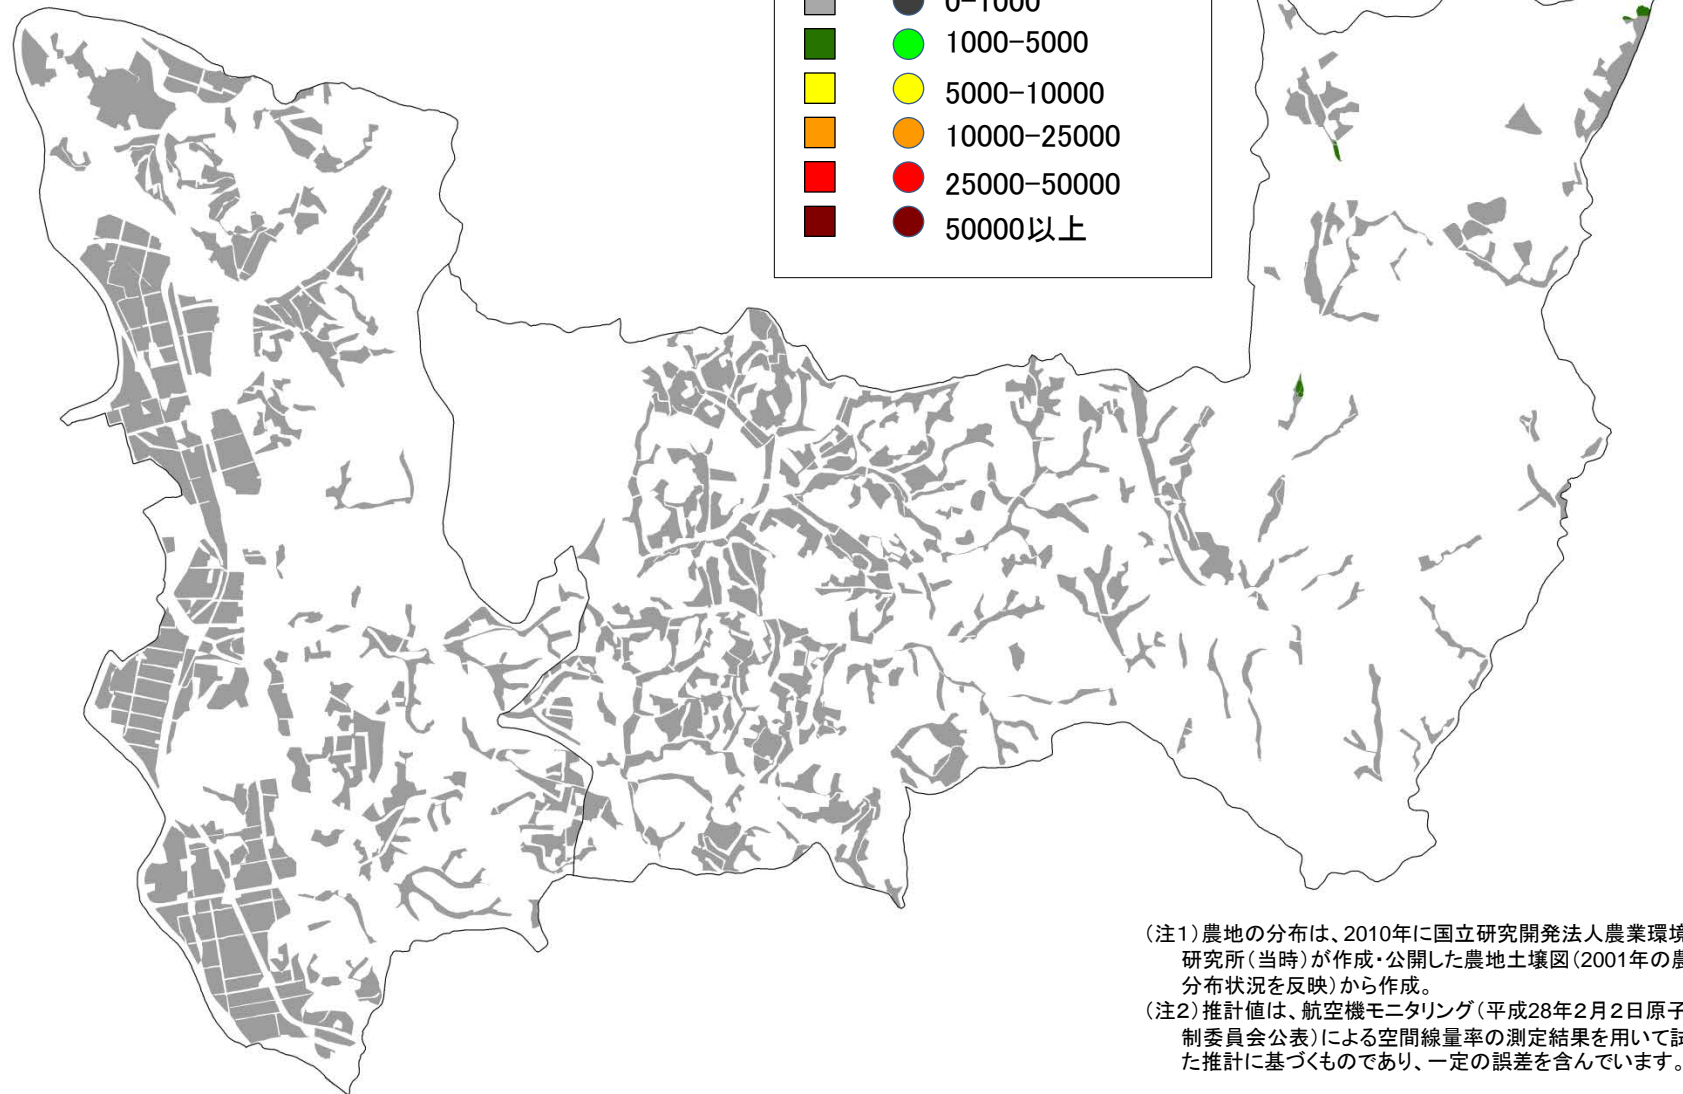 0-1000
1000-5000
5000-10000
10000-25000
25000-50000
50000以上
（注1）農地の分布は、2010年に国立研究開発法人農業環境
研究所（当時）が作成・公開した農地土壌図（2001年の農
分布状況を反映）から作成。
（注2）推計値は、航空機モニタリング（平成28年2月2日原子
制委員会公表）による空間線量率の測定結果を用いて試
た推計に基づくものであり、一定の誤差を含んでいます。